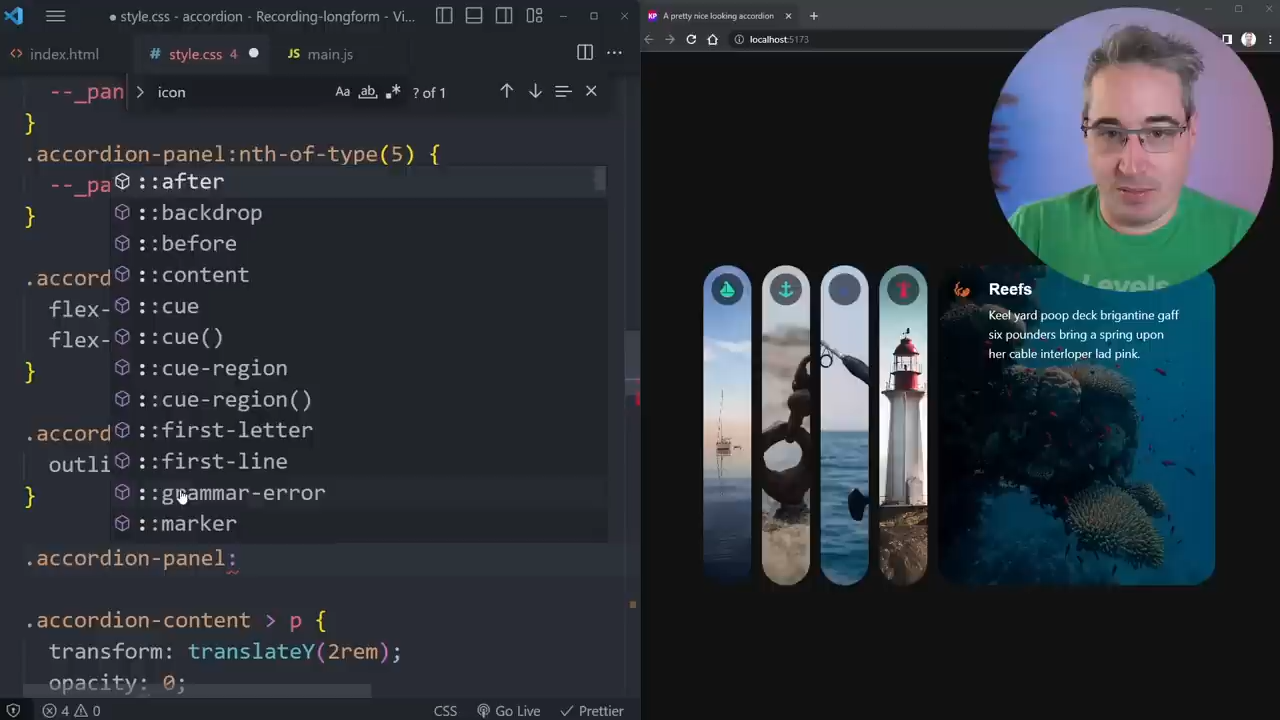 style.css - accordion - Recording-longform - Vi...
index.html
# style.css 4
JS main.js
icon
Aa ab .* ? of 1
--_pan
}
.accordion-panel:nth-of-type(5) {
--_pa
}
::after
::backdrop
::before
::content
::cue
::cue()
::cue-region
::cue-region()
::first-letter
::first-line
::grammar-error
::marker
.accord
flex-
flex-
}
.accord
outli
}
.accordion-panel:
.accordion-content > p {
transform: translateY(2rem);
opacity: 0;
4 0
CSS
Go Live
Prettier
KP A pretty nice looking accordion
localhost:5173
Reefs
Keel yard poop deck brigantine gaff
six pounders bring a spring upon
her cable interloper lad pink.
Levels